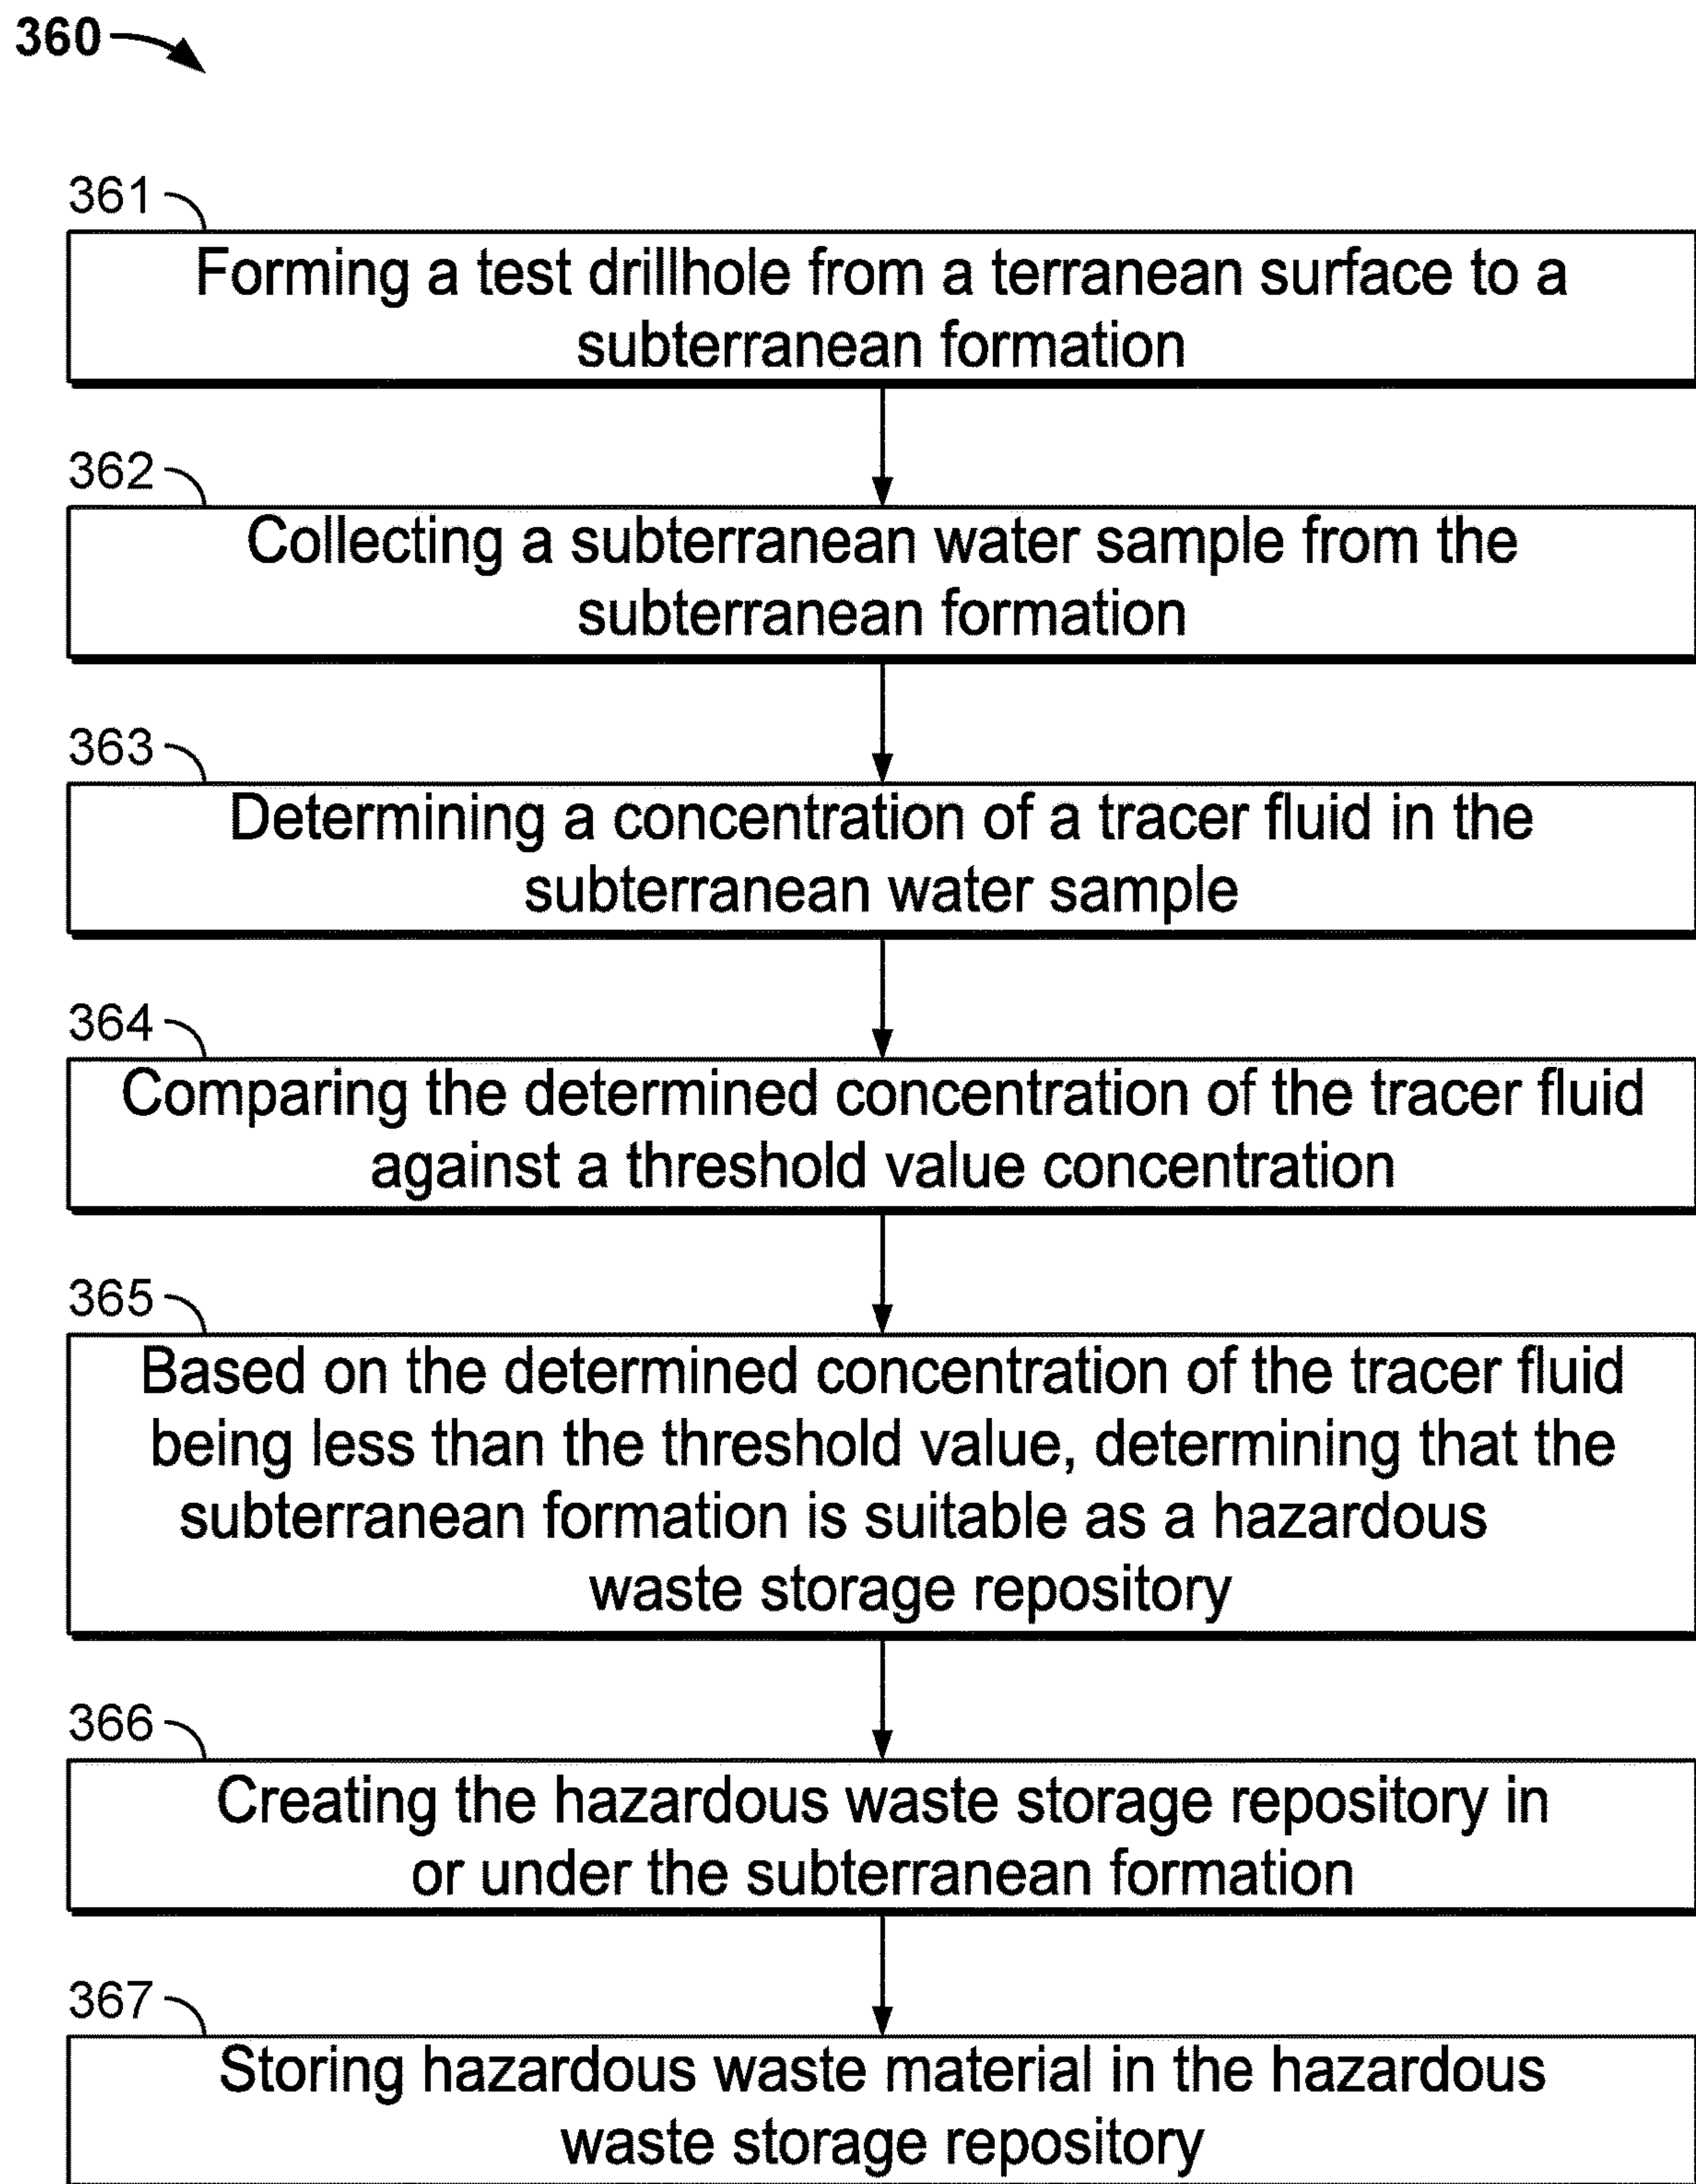 360
361
Forming a test drillhole from a terranean surface to a
subterranean formation
362
Collecting a subterranean water sample from the
subterranean formation
363
Determining a concentration of a tracer fluid in the
subterranean water sample
364
Comparing the determined concentration of the tracer fluid
against a threshold value concentration
365
Based on the determined concentration of the tracer fluid
being less than the threshold value, determining that the
subterranean formation is suitable as a hazardous
waste storage repository
366
Creating the hazardous waste storage repository in
or under the subterranean formation
367
Storing hazardous waste material in the hazardous
waste storage repository